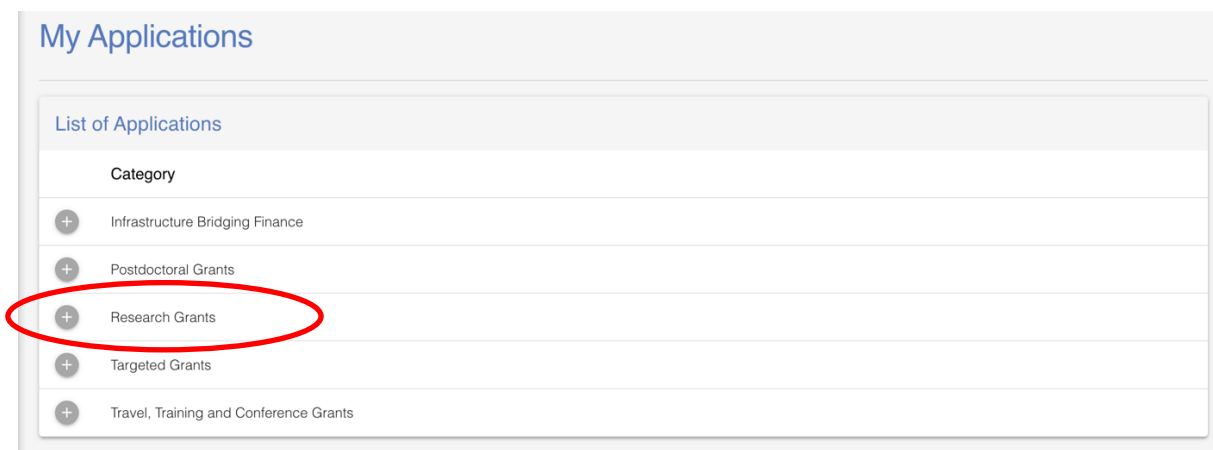 My Applications
List of Applications
Category
Infrastructure Bridging Finance
Postdoctoral Grants
Research Grants
Targeted Grants
Travel, Training and Conference Grants